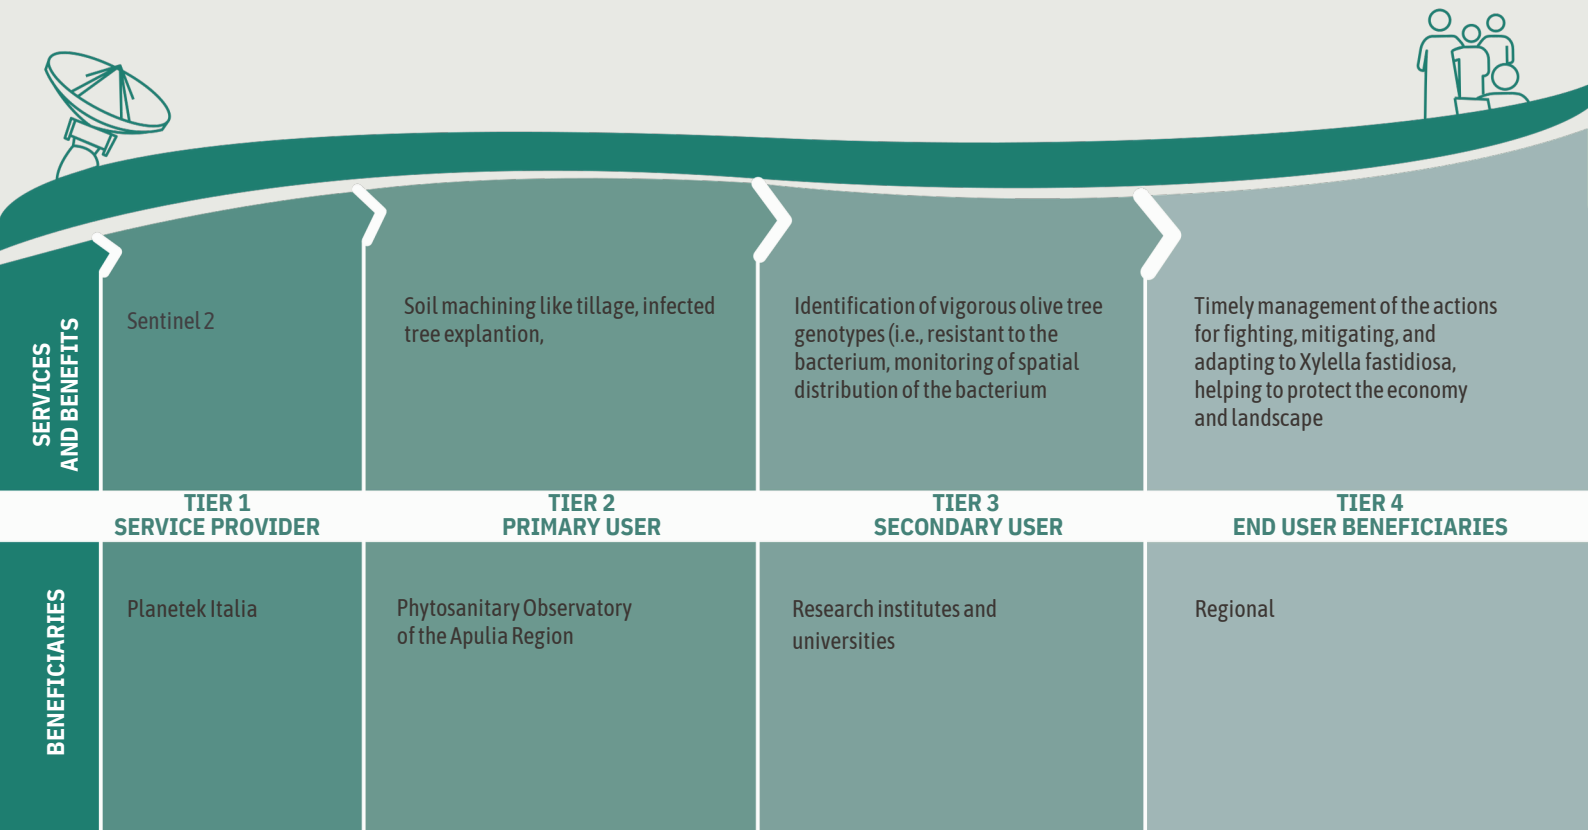 SERVICES
AND BENEFITS
Sentinel 2
Soil machining like tillage, infected
tree explantion,
Identification of vigorous olive tree
genotypes (i.e., resistant to the
bacterium, monitoring of spatial
distribution of the bacterium
Timely management of the actions
for fighting, mitigating, and
adapting to Xylella fastidiosa,
helping to protect the economy
and landscape
TIER 1
SERVICE PROVIDER
TIER 2
PRIMARY USER
TIER 3
SECONDARY USER
TIER 4
END USER BENEFICIARIES
BENEFICIARIES
Planetek Italia
Phytosanitary Observatory
of the Apulia Region
Research institutes and
universities
Regional